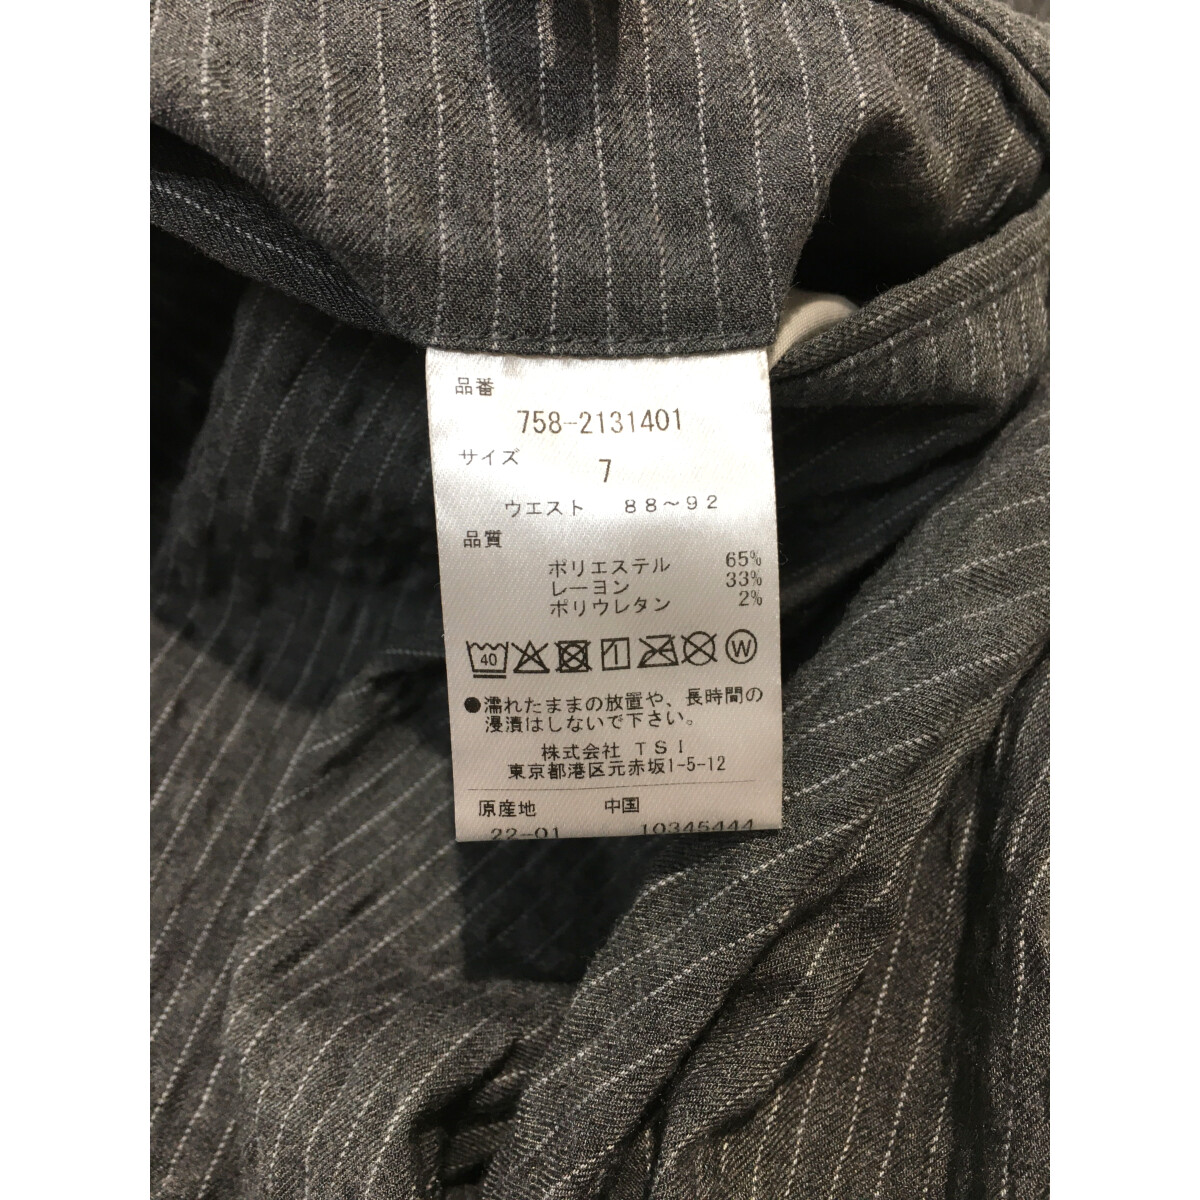 品番
758-2131401
サイズ
7
ウエスト 88～92
品質
ポリエステル 65%
レーヨン 33%
ポリウレタン 2%
40 W
●濡れたままの放置や、長時間の
浸漬はしないで下さい。
株式会社 TSI
東京都港区元赤坂1-5-12
原産地 中国
22-01 10345444